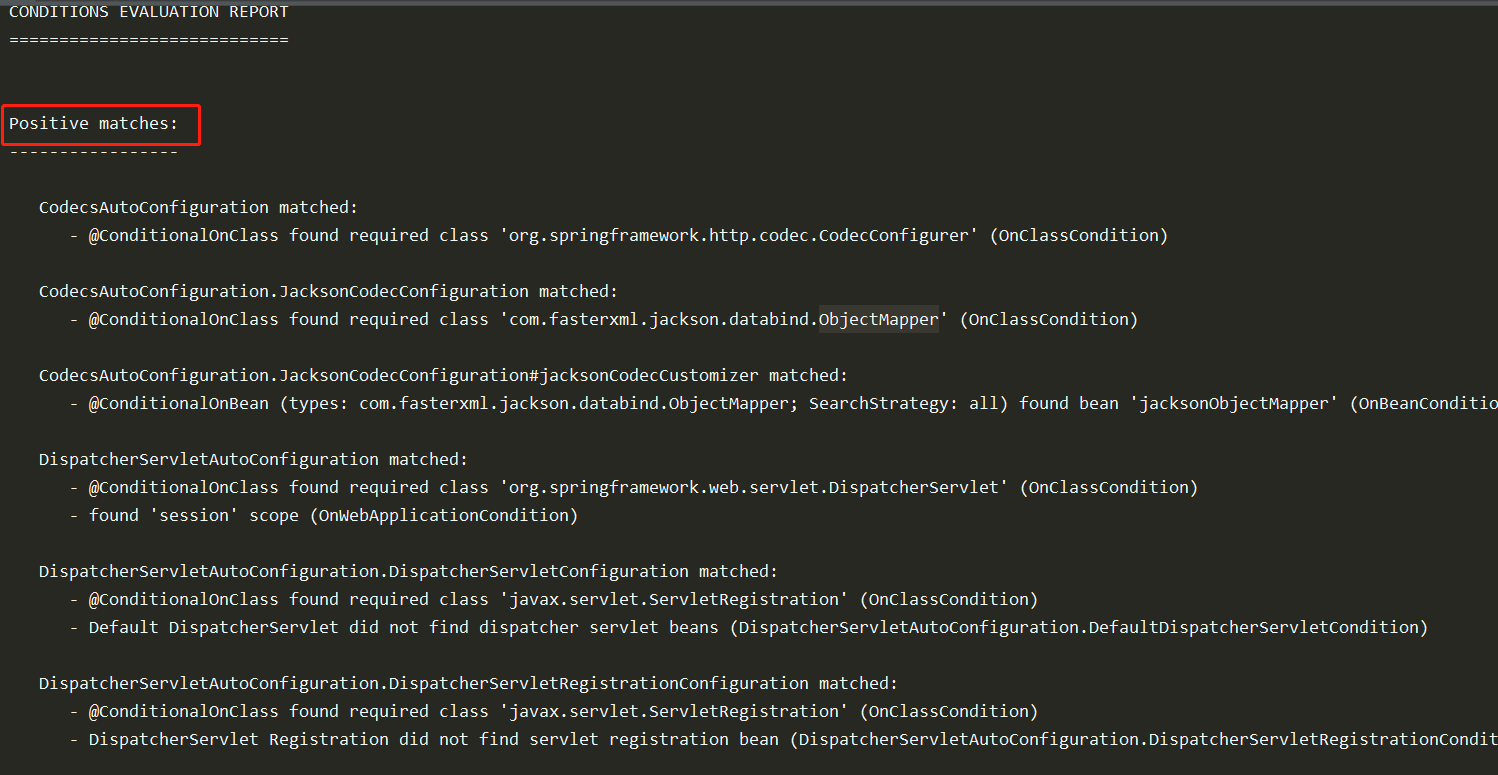 CONDITIONS EVALUATION REPORT
============================
Positive matches:
-----------------
CodecsAutoConfiguration matched:
- @ConditionalOnClass found required class 'org.springframework.http.codec.CodecConfigurer' (OnClassCondition)
CodecsAutoConfiguration.JacksonCodecConfiguration matched:
- @ConditionalOnClass found required class 'com.fasterxml.jackson.databind.ObjectMapper' (OnClassCondition)
CodecsAutoConfiguration.JacksonCodecConfiguration#jacksonCodecCustomizer matched:
- @ConditionalOnBean (types: com.fasterxml.jackson.databind.ObjectMapper; SearchStrategy: all) found bean 'jacksonObjectMapper' (OnBeanConditio
DispatcherServletAutoConfiguration matched:
- @ConditionalOnClass found required class 'org.springframework.web.servlet.DispatcherServlet' (OnClassCondition)
- found 'session' scope (OnWebApplicationCondition)
DispatcherServletAutoConfiguration.DispatcherServletConfiguration matched:
- @ConditionalOnClass found required class 'javax.servlet.ServletRegistration' (OnClassCondition)
- Default DispatcherServlet did not find dispatcher servlet beans (DispatcherServletAutoConfiguration.DefaultDispatcherServletCondition)
DispatcherServletAutoConfiguration.DispatcherServletRegistrationConfiguration matched:
- @ConditionalOnClass found required class 'javax.servlet.ServletRegistration' (OnClassCondition)
- DispatcherServlet Registration did not find servlet registration bean (DispatcherServletAutoConfiguration.DispatcherServletRegistrationCondit